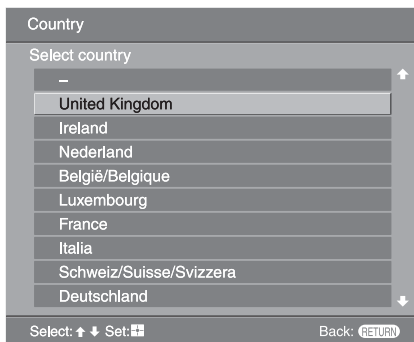 Country
Select country
–
United Kingdom
Ireland
Nederland
België/Belgique
Luxembourg
France
Italia
Schweiz/Suisse/Svizzera
Deutschland
Select: Set: Back: RETURN